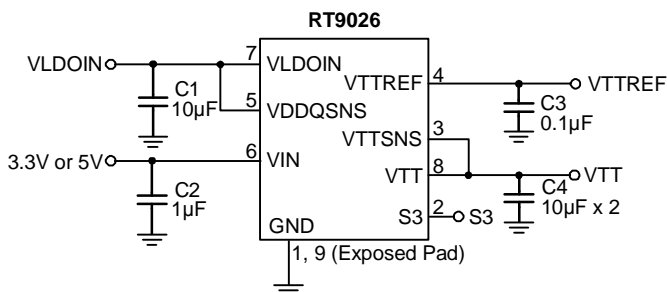 RT9026
VLDOIN
7
VLDOIN
C1
10µF
5
VDDQSNS
3.3V or 5V
6
VIN
C2
1µF
VTTREF
4
VTTREF
C3
0.1µF
VTTSNS
3
VTT
8
VTT
C4
10µF x 2
S3
2
S3
GND
1, 9 (Exposed Pad)